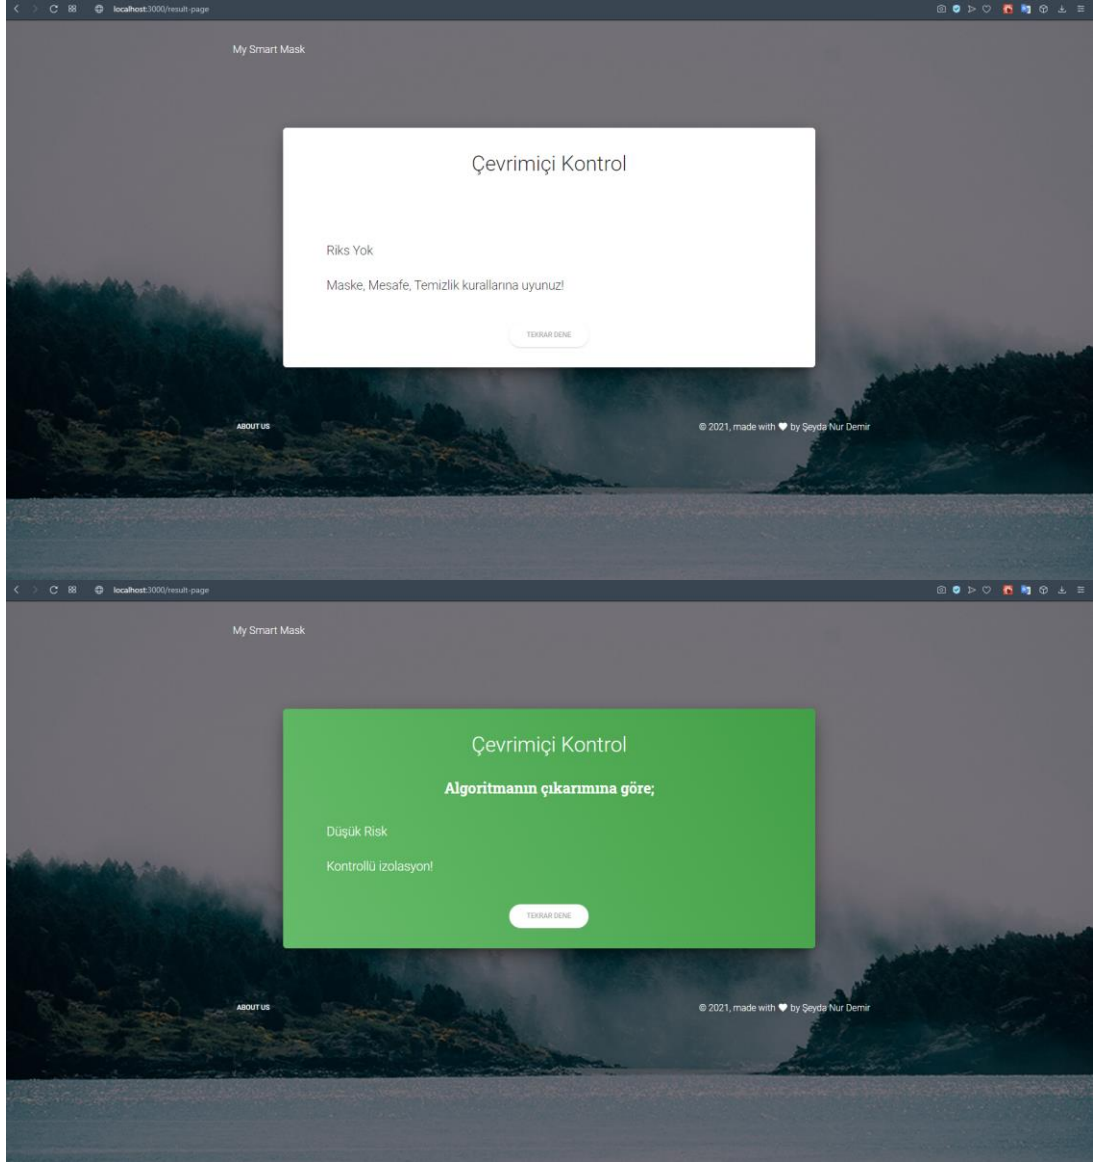 localhost:3000/result-page
My Smart Mask
Çevrimiçi Kontrol
Riks Yok
Maske, Mesafe, Temizlik kurallarına uyunuz!
TEKRAR DENE
ABOUT US
© 2021, made with by Şeyda Nur Demir
localhost:3000/result-page
My Smart Mask
Çevrimiçi Kontrol
Algoritmanın çıkarımına göre;
Düşük Risk
Kontrollü izolasyon!
TEKRAR DENE
ABOUT US
© 2021, made with by Şeyda Nur Demir